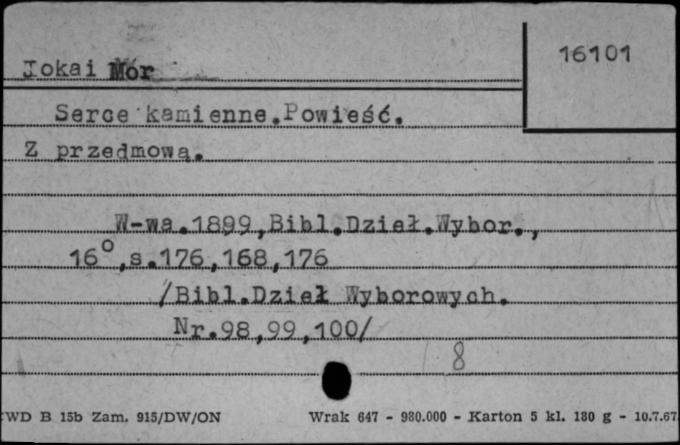 16101
Jokai Mór
Serce kamienne.Powieść.
Z przedmową.
W-wa.1899,Bibl.Dzieł.Wybor.,
16°,s.176,168,176
/Bibl.Dzieł Wyborowych.
Nr.98,99,100/
8
WD B 15b Zam. 915/DW/ON Wrak 647 - 980.000 - Karton 5 kl. 180 g - 10.7.67